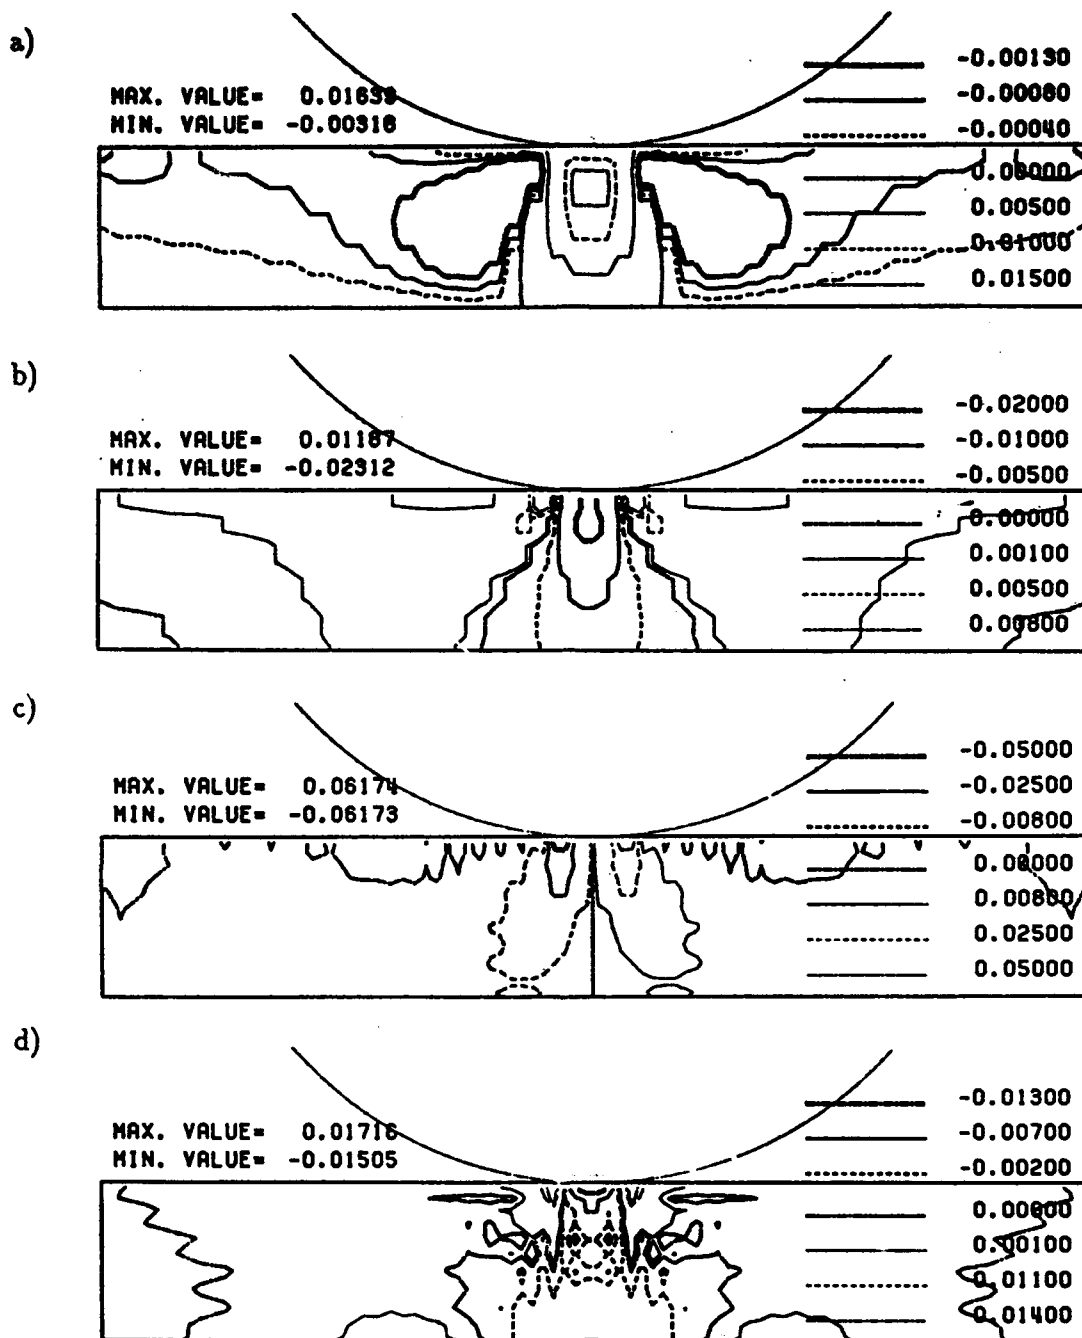 a)
-0.00130
MAX. VALUE= 0.01639
-0.00080
MIN. VALUE= -0.00318
-0.00040
0.00000
0.00500
0.01000
0.01500
b)
-0.02000
MAX. VALUE= 0.01187
-0.01000
MIN. VALUE= -0.02312
-0.00500
0.00000
0.00100
0.00500
0.00800
c)
-0.05000
MAX. VALUE= 0.06174
-0.02500
MIN. VALUE= -0.06173
-0.00800
0.00000
0.00800
0.02500
0.05000
d)
-0.01300
MAX. VALUE= 0.01716
-0.00700
MIN. VALUE= -0.01505
-0.00200
0.00000
0.00100
0.01100
0.01400